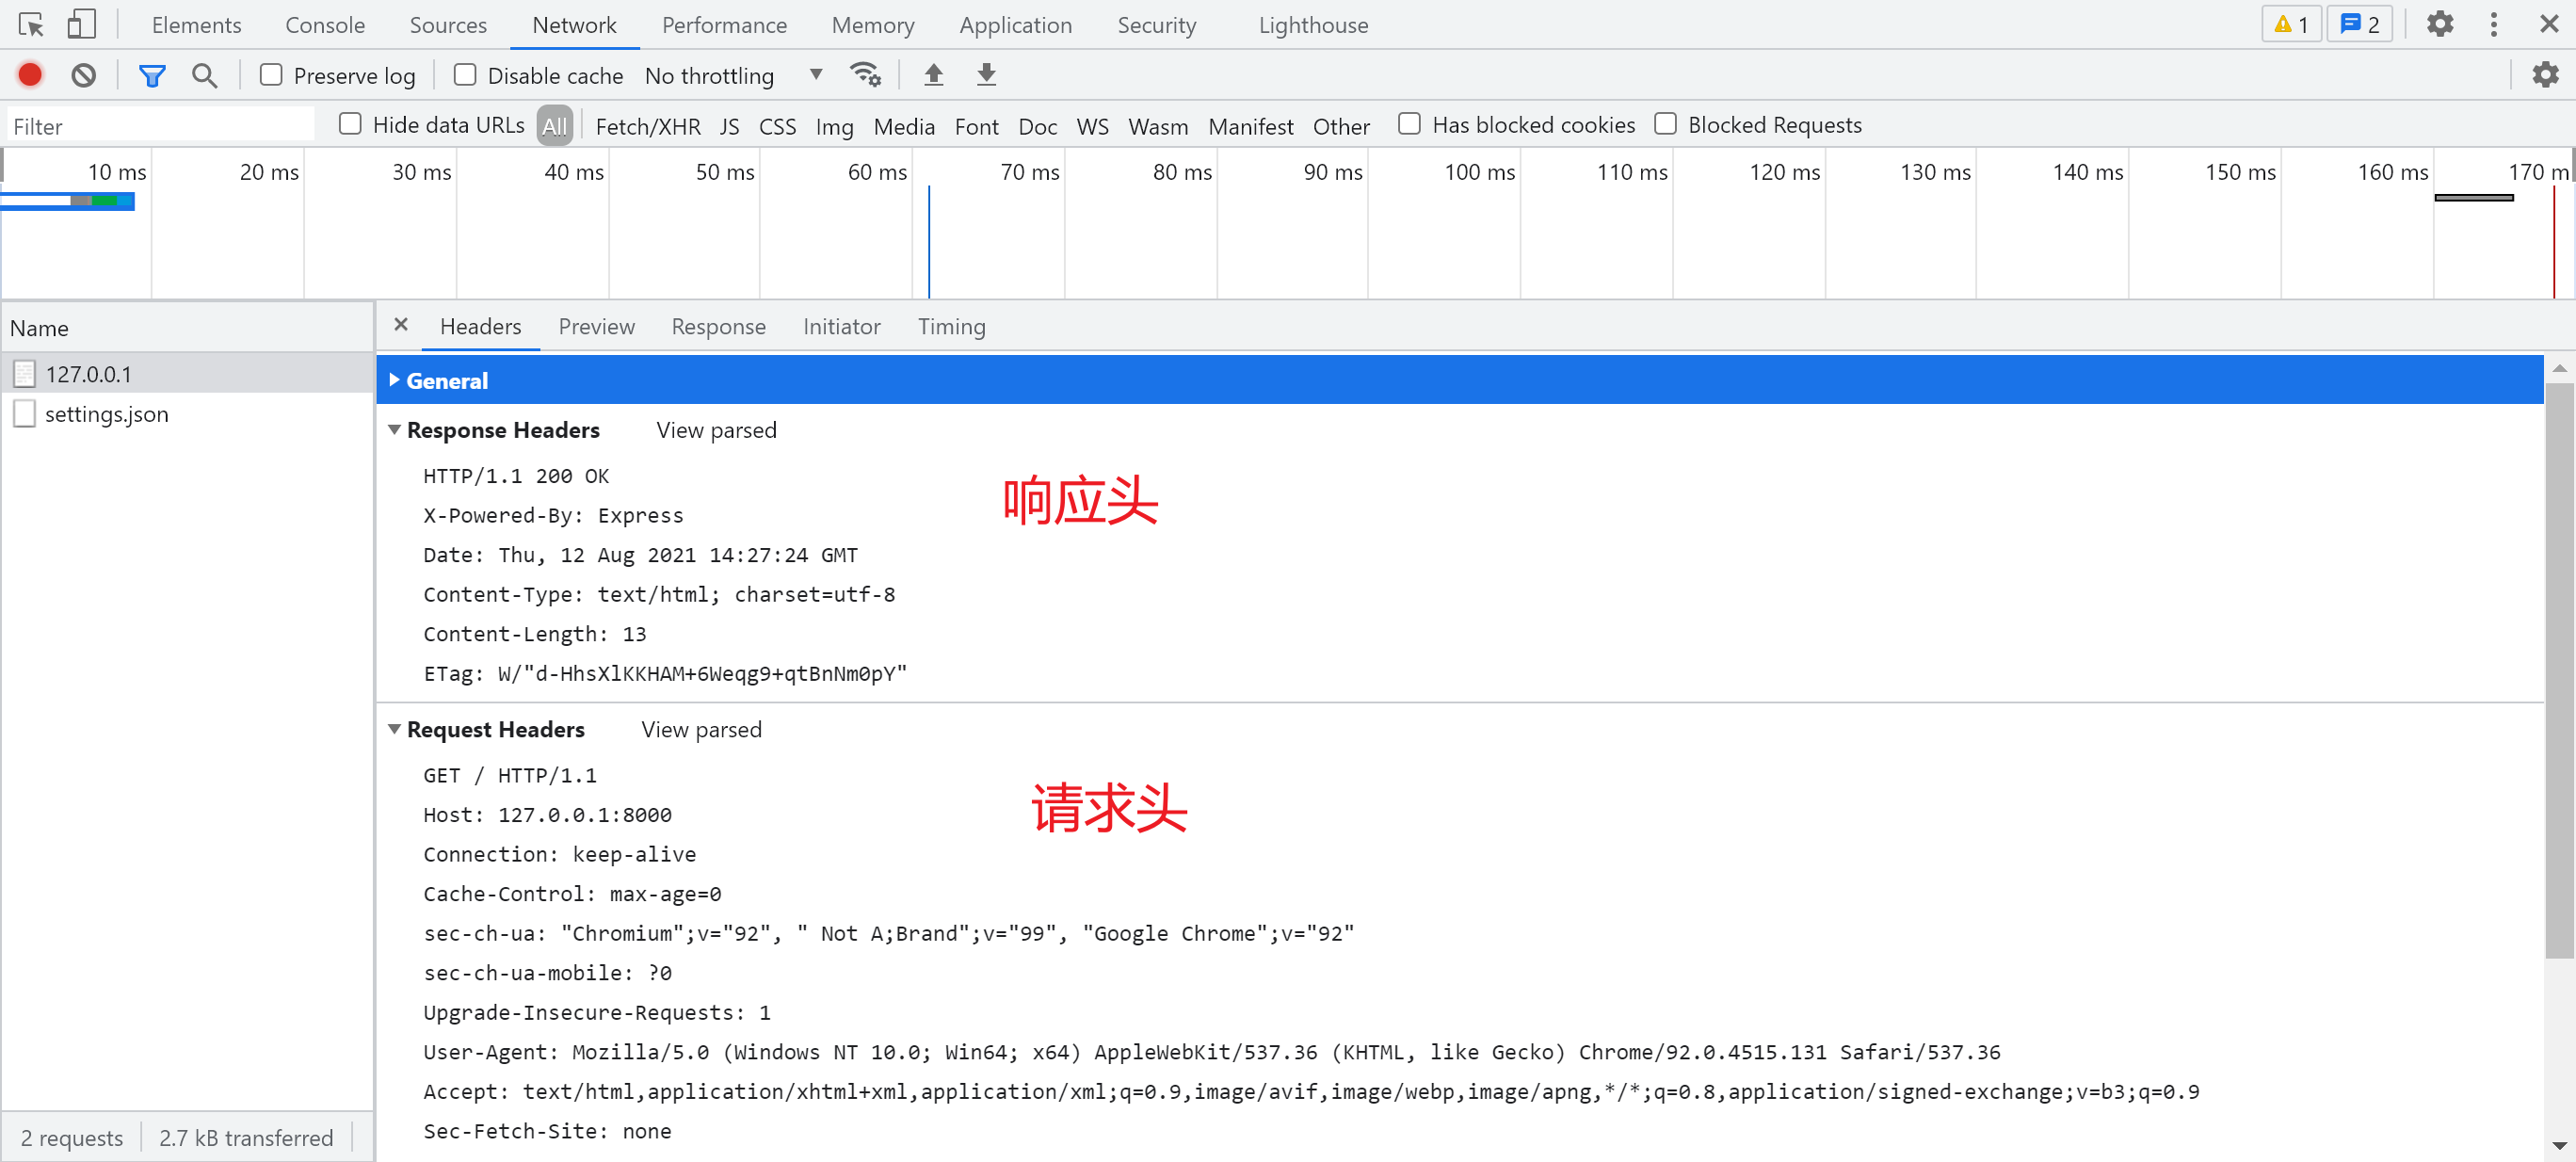 Elements Console Sources Network Performance Memory Application Security Lighthouse 1 2
Preserve log Disable cache No throttling
Filter Hide data URLs All Fetch/XHR JS CSS Img Media Font Doc WS Wasm Manifest Other Has blocked cookies Blocked Requests
10 ms 20 ms 30 ms 40 ms 50 ms 60 ms 70 ms 80 ms 90 ms 100 ms 110 ms 120 ms 130 ms 140 ms 150 ms 160 ms 170 m
Name
127.0.0.1
settings.json
2 requests 2.7 kB transferred
Headers Preview Response Initiator Timing
General
Response Headers View parsed
HTTP/1.1 200 OK
响应头
X-Powered-By: Express
Date: Thu, 12 Aug 2021 14:27:24 GMT
Content-Type: text/html; charset=utf-8
Content-Length: 13
ETag: W/"d-HhsXlKKHAM+6Weqg9+qtBnNm0pY"
Request Headers View parsed
GET / HTTP/1.1
请求头
Host: 127.0.0.1:8000
Connection: keep-alive
Cache-Control: max-age=0
sec-ch-ua: "Chromium";v="92", " Not A;Brand";v="99", "Google Chrome";v="92"
sec-ch-ua-mobile: ?0
Upgrade-Insecure-Requests: 1
User-Agent: Mozilla/5.0 (Windows NT 10.0; Win64; x64) AppleWebKit/537.36 (KHTML, like Gecko) Chrome/92.0.4515.131 Safari/537.36
Accept: text/html,application/xhtml+xml,application/xml;q=0.9,image/avif,image/webp,image/apng,*/*;q=0.8,application/signed-exchange;v=b3;q=0.9
Sec-Fetch-Site: none